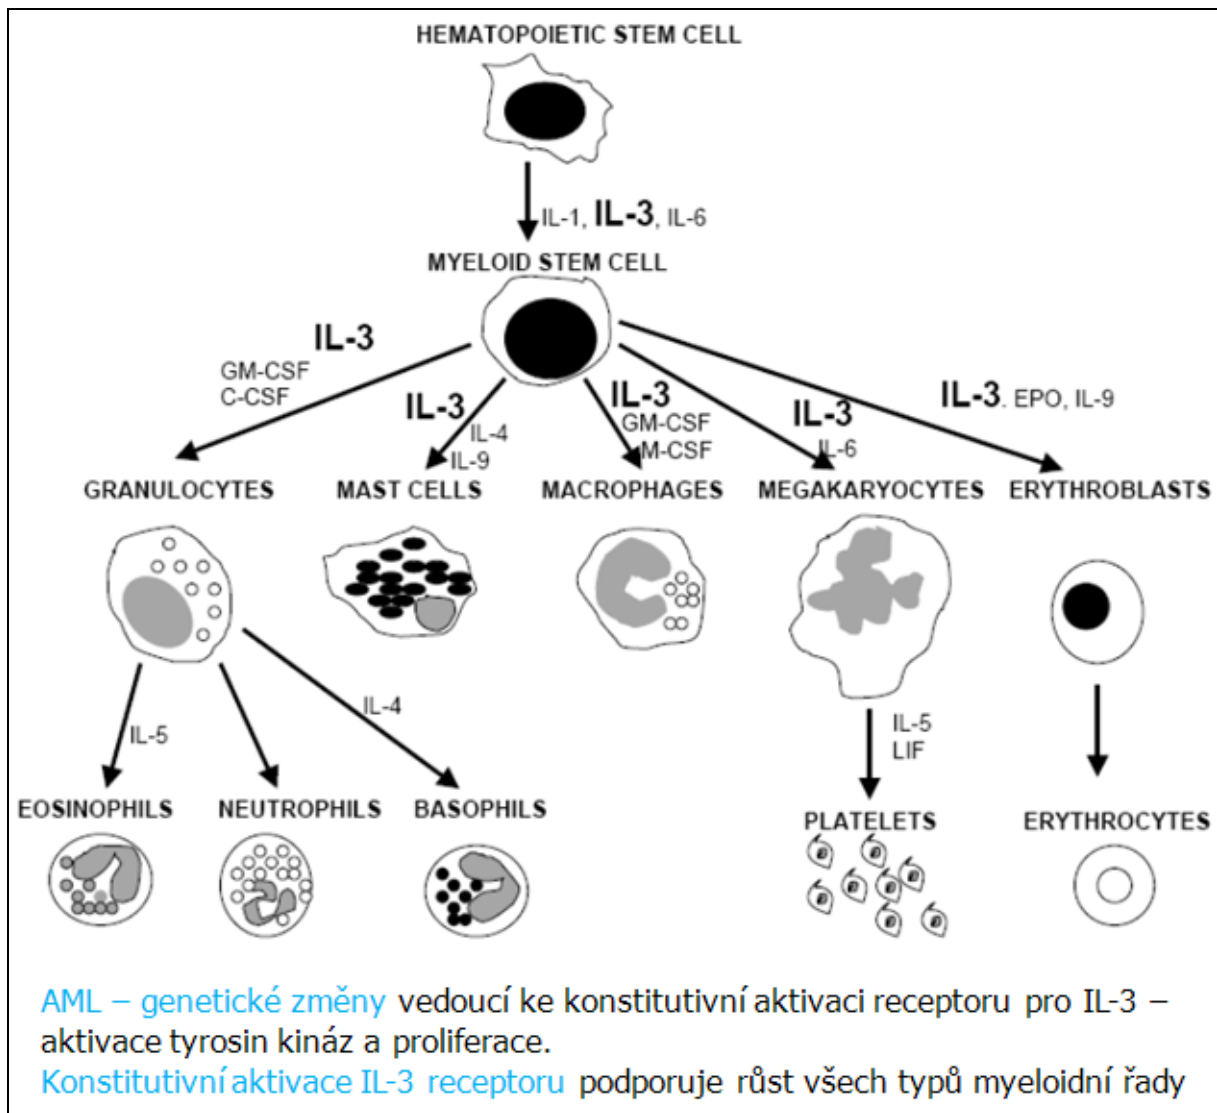 HEMATOPOIETIC STEM CELL
IL-1, IL-3, IL-6
MYELOID STEM CELL
IL-3
GM-CSF
C-CSF
IL-3
IL-4
IL-9
IL-3
GM-CSF
M-CSF
IL-3
IL-6
IL-3. EPO, IL-9
GRANULOCYTES
MAST CELLS
MACROPHAGES
MEGAKARYOCYTES
ERYTHROBLASTS
IL-5
IL-4
IL-5
LIF
EOSINOPHILS
NEUTROPHILS
BASOPHILS
PLATELETS
ERYTHROCYTES
AML – genetické změny vedoucí ke konstitutivní aktivaci receptoru pro IL-3 –
aktivace tyrosin kináz a proliferace.
Konstitutivní aktivace IL-3 receptoru podporuje růst všech typů myeloidní řady